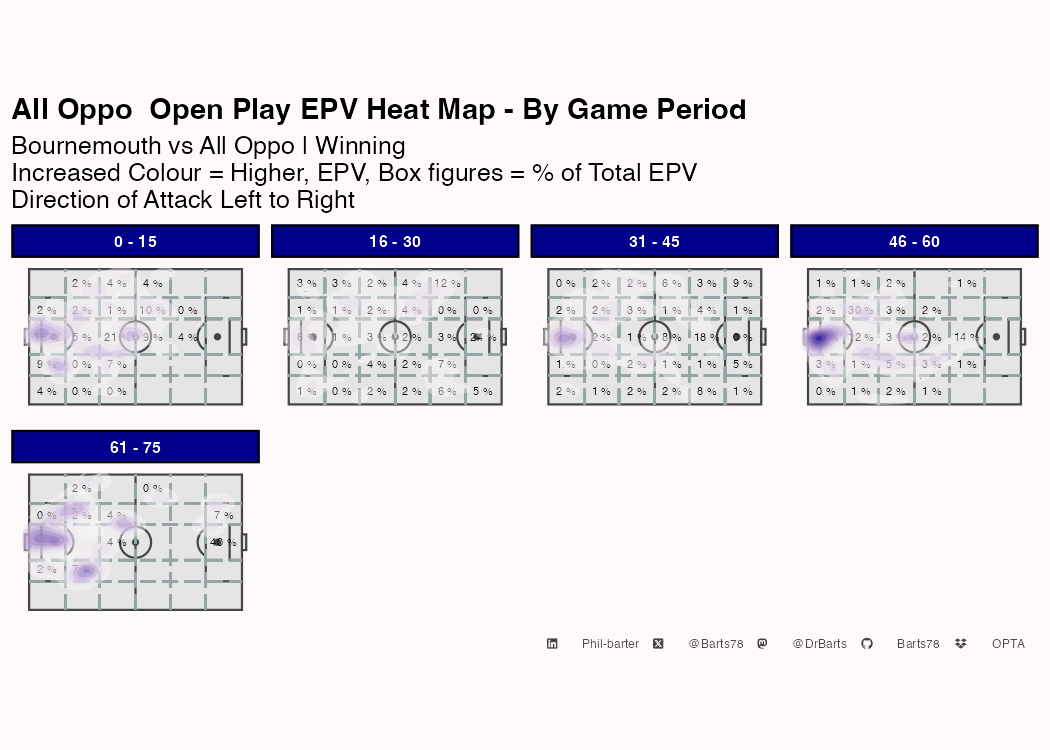 All Oppo  Open Play EPV Heat Map - By Game Period
Bournemouth vs All Oppo | Winning
Increased Colour = Higher, EPV, Box figures = % of Total EPV
Direction of Attack Left to Right
0 - 15
16 - 30
31 - 45
46 - 60
2 % 4 % 4 %
2 % 2 % 1 % 10 % 0 %
5 % 21 % 9 % 4 %
9 % 0 % 7 %
4 % 0 % 0 %
3 % 3 % 2 % 4 % 12 %
1 % 1 % 2 % 4 % 0 % 0 %
6 % 1 % 3 % 2 % 3 %
0 % 0 % 4 % 2 % 7 %
1 % 0 % 2 % 2 % 6 % 5 %
0 % 2 % 2 % 6 % 3 % 9 %
2 % 2 % 3 % 1 % 4 % 1 %
2 % 1 % 8 % 18 % 0 %
1 % 0 % 2 % 2 % 1 % 5 %
2 % 1 % 2 % 2 % 8 % 1 %
1 % 1 % 2 % 1 %
2 % 30 % 3 % 2 %
12 % 3 % 2 % 14 %
3 % 1 % 5 % 3 % 1 %
0 % 1 % 2 % 1 %
61 - 75
2 % 0 %
0 % 2 % 4 % 7 %
4 % 40 %
2 %
Phil-barter @Barts78 @DrBarts Barts78 OPTA